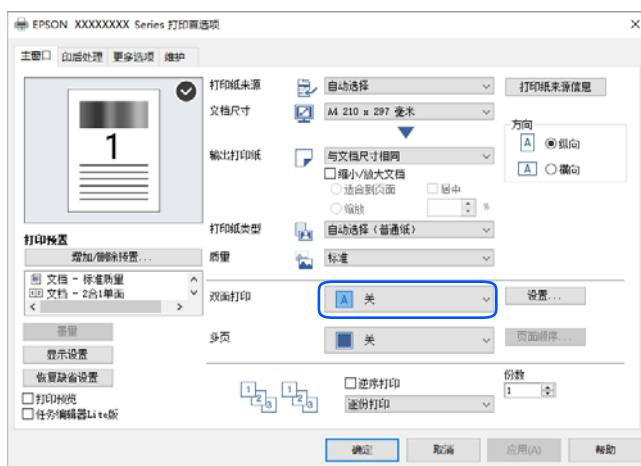 EPSON XXXXXXXX Series 打印首选项
主窗口 印后处理 更多选项 维护
打印纸来源 自动选择 打印纸来源信息
文档尺寸 A4 210 x 297 毫米
方向
纵向
横向
输出打印纸 与文档尺寸相同
缩小/放大文档
适合到页面 居中
缩放 %
打印纸类型 自动选择（普通纸）
质量 标准
1
打印预置
增加/删除预置...
文档 - 标准质量
文档 - 2合1单面
双面打印 A 关 设置...
墨量
显示设置
恢复缺省设置
打印预览
任务编辑器Lite版
多页 关 页面顺序...
1 2 3 1 2 3
逆序打印
逐份打印
份数
1
确定 取消 应用(A) 帮助